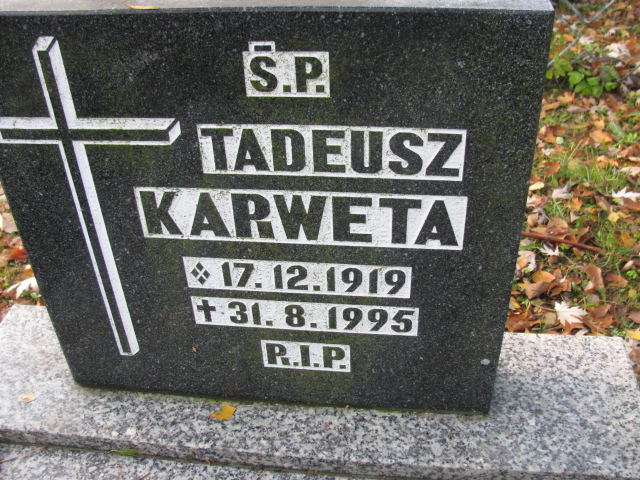 Ś.P.
TADEUSZ
KARWETA
17.12.1919
31.8.1995
R.I.P.